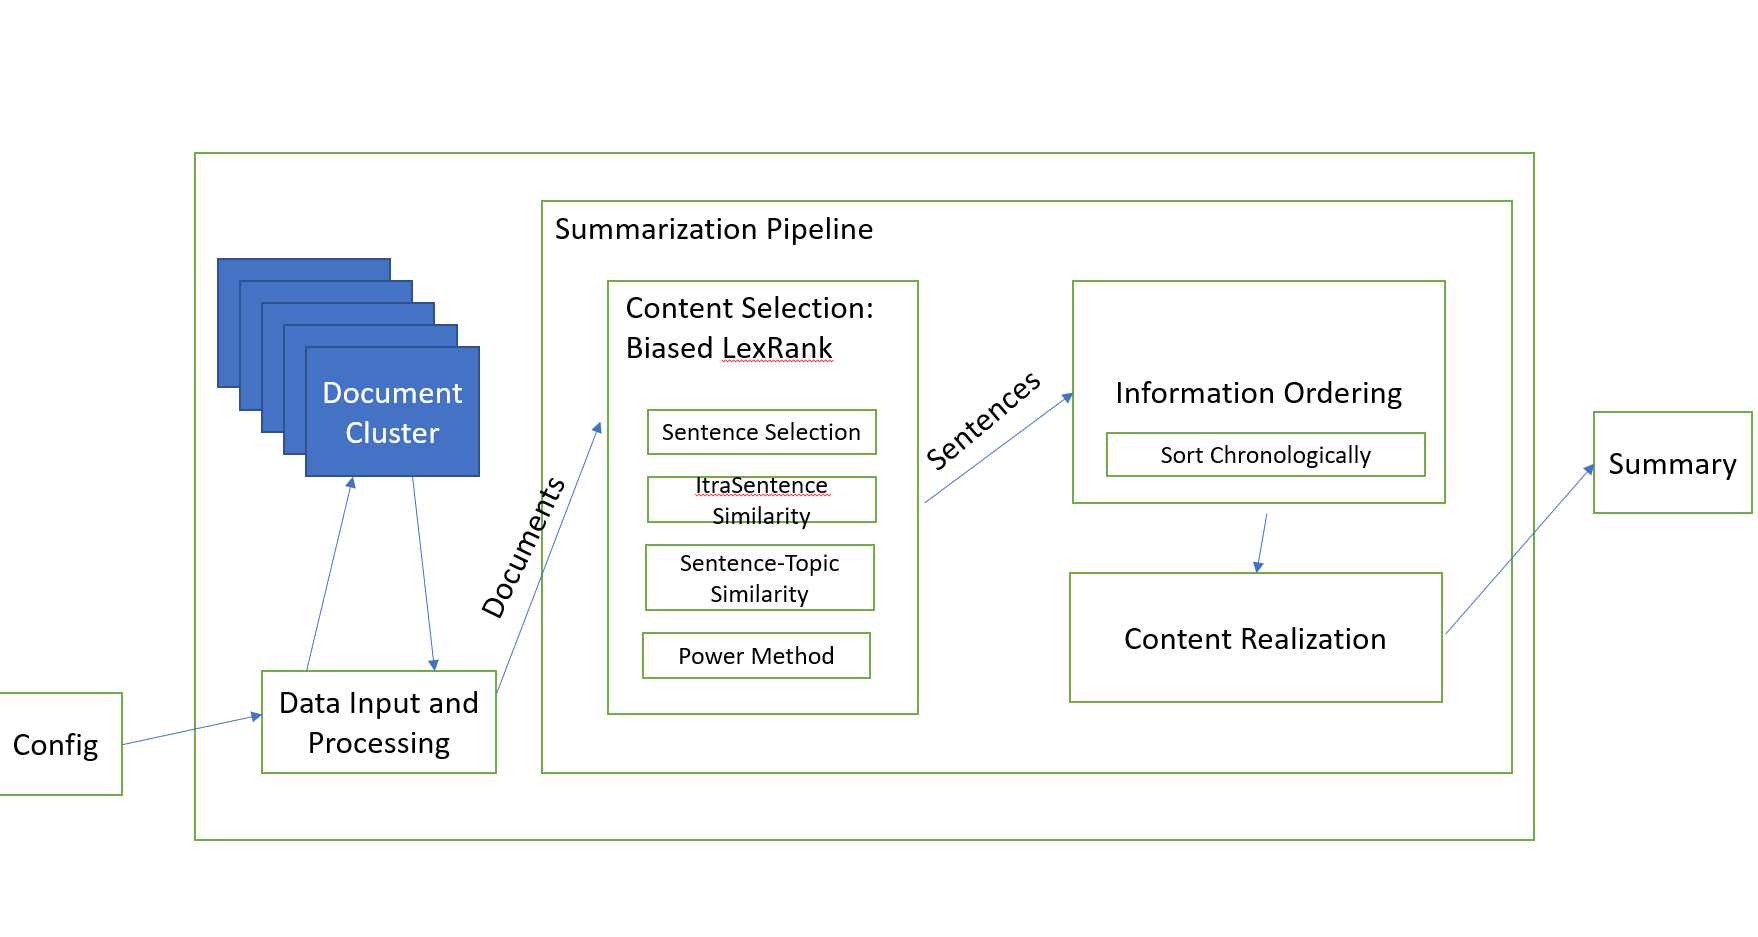 Summarization Pipeline
Document
Cluster
Content Selection:
Biased LexRank
Sentence Selection
ItraSentence
Similarity
Sentence-Topic
Similarity
Power Method
Documents
Sentences
Information Ordering
Sort Chronologically
Content Realization
Summary
Data Input and
Processing
Config